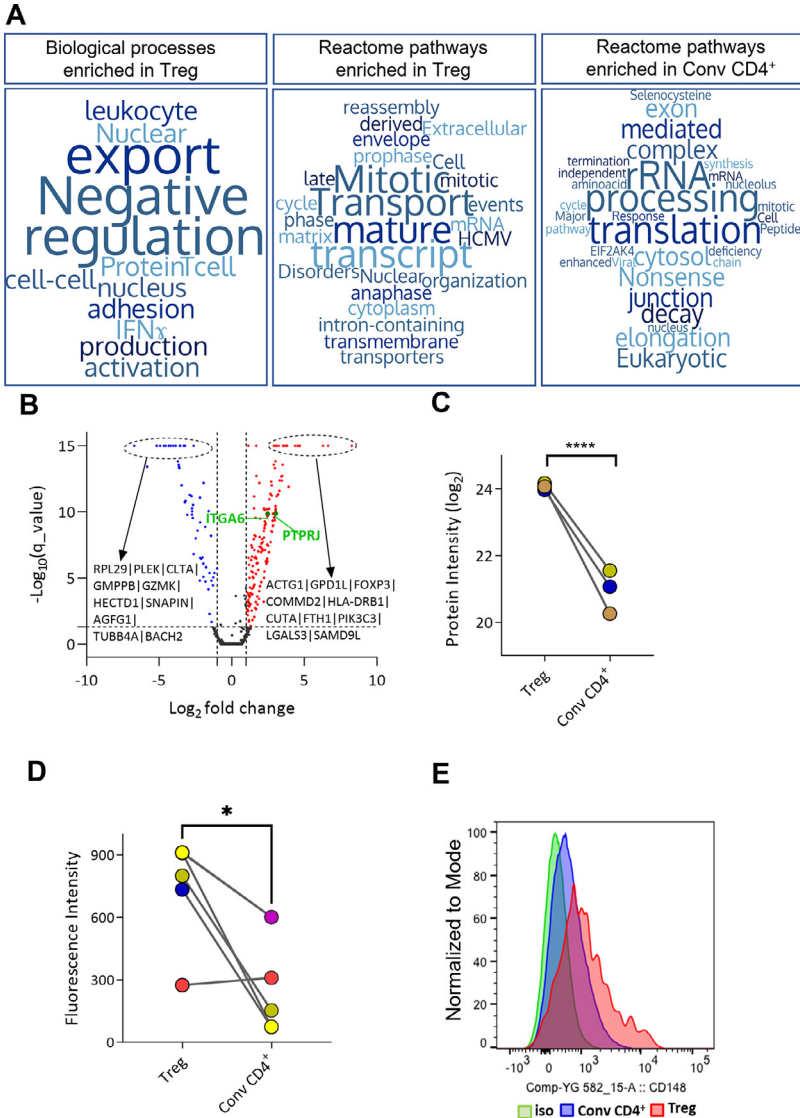 A
Biological processes
enriched in Treg
Reactome pathways
enriched in Treg
Reactome pathways
enriched in Conv CD4⁺
leukocyte
Nuclear
export
Negative
regulation
Protein Tcell
cell-cell nucleus
adhesion
IFNɤ
production
activation
reassembly
derived Extracellular
envelope
prophase Cell
late Mitotic mitotic
cycle Transport events
phase mature mRNA
matrix HCMV
transcript
Disorders Nuclear organization
anaphase
cytoplasm
intron-containing
transmembrane
transporters
Selenocysteine
exon
mediated
complex
termination rRNA synthesis
independent mRNA
aminoacid nucleolus
cycle processing mitotic
Major Response Cell
pathway translation Peptide
EIF2AK4 cytosol deficiency
enhanced Viral chain
Nonsense
junction
decay
nucleus
elongation
Eukaryotic
B
-Log10(q_value)
15
10
5
0
ITGA6
PTPRJ
RPL29|PLEK|CLTA|
GMPPB|GZMK|
HECTD1|SNAPIN|
AGFG1|
TUBB4A|BACH2
ACTG1|GPD1L|FOXP3|
COMMD2|HLA-DRB1|
CUTA|FTH1|PIK3C3|
LGALS3|SAMD9L
-10 -5 0 5 10
Log2 fold change
C
****
Protein Intensity (log2)
24
22
20
Treg
Conv CD4⁺
D
*
Fluorescence Intensity
900
600
300
0
Treg
Conv CD4⁺
E
Normalized to Mode
100
80
60
40
20
0
-10³ 0 10³ 10⁴ 10⁵
Comp-YG 582_15-A :: CD148
iso Conv CD4⁺ Treg